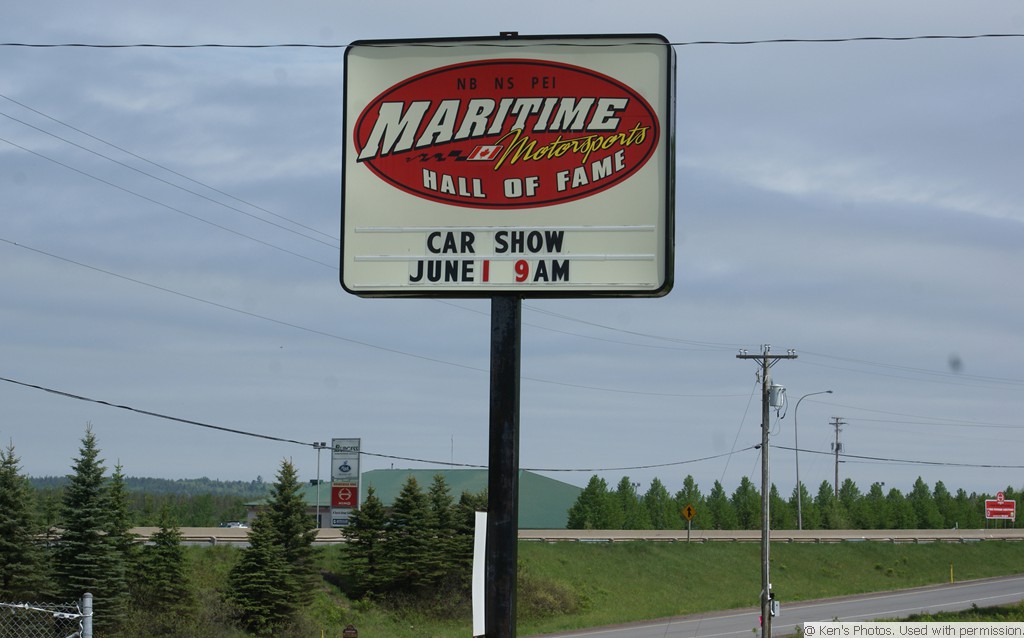 NB NS PEI
MARITIME
Motorsports
HALL OF FAME
CAR SHOW
JUNE 1 9AM
@ Ken's Photos. Used with permission.